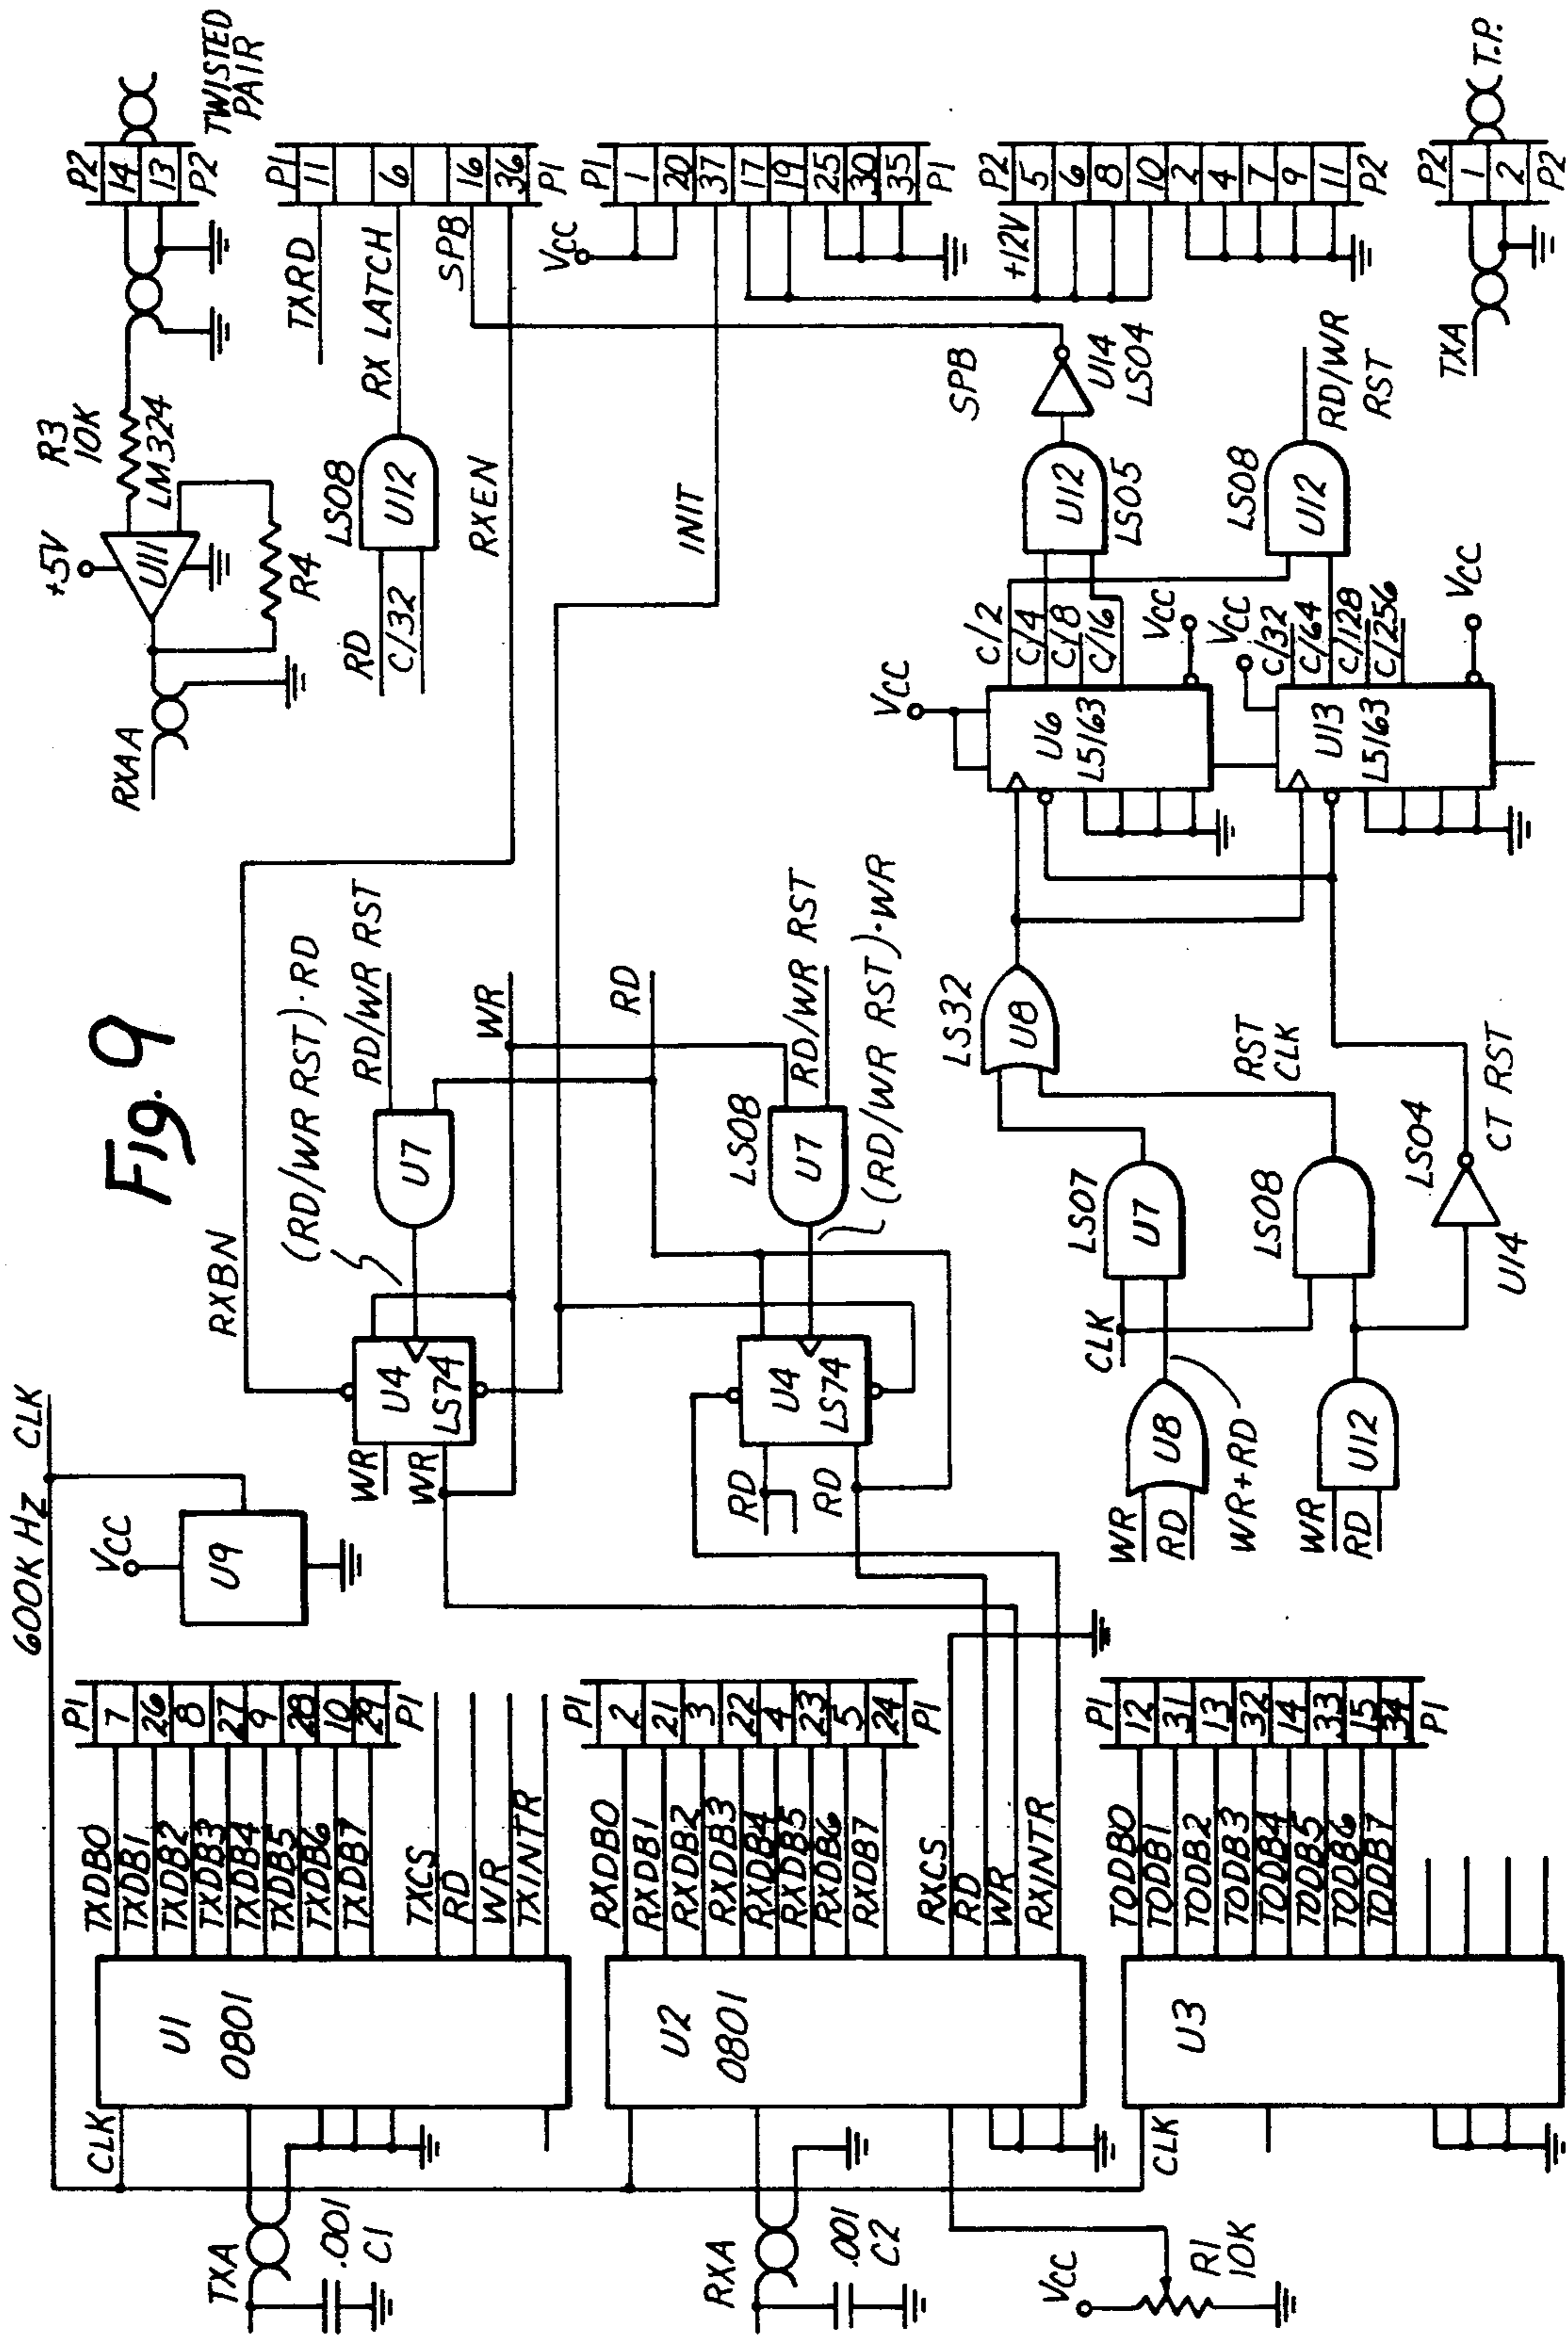 Fig. 9
600K HZ CLK
VCC
U9
CLK
U1
0801
TXA
.001
C1
TXDB0
TXDB1
TXDB2
TXDB3
TXDB4
TXDB5
TXDB6
TXDB7
P1
7
26
8
27
9
28
10
29
P1
TXCS
RD
WR
TXINTR
U2
0801
RXA
.001
C2
RXDB0
RXDB1
RXDB2
RXDB3
RXDB4
RXDB5
RXDB6
RXDB7
P1
2
21
3
22
4
23
5
24
P1
RXCS
RD
WR
RXINTR
VCC
R1
10K
CLK
U3
TODB0
TODB1
TODB2
TODB3
TODB4
TODB5
TODB6
TODB7
P1
12
31
13
32
14
33
15
34
P1
RXBN
(RD/WR RST)·RD
U4
LS74
WR
WR
U7
RD/WR RST
WR
RD
U4
LS74
RD
RD
LS08
U7
RD/WR RST
(RD/WR RST)·WR
RXAA
+5V
U11
LM324
R3
10K
R4
P2
14
13
P2
TWISTED
PAIR
RD
C/32
LS08
U12
RX LATCH
TXRD
SPB
RXEN
P1
11
6
16
36
P1
INIT
VCC
P1
1
20
37
17
19
25
30
35
P1
+12V
P2
5
6
8
10
2
4
7
9
11
P2
TXA
P2
1
2
P2
T.P.
WR
RD
U8
WR+RD
CLK
LS07
U7
WR
RD
U12
LS08
U14
LS04
CT RST
RST
CLK
LS32
U8
VCC
U6
LS163
C/2
C/4
C/8
C/16
VCC
VCC
U13
LS163
C/32
C/64
C/128
C/256
VCC
U12
LS05
SPB
U14
LS04
LS08
U12
RD/WR
RST